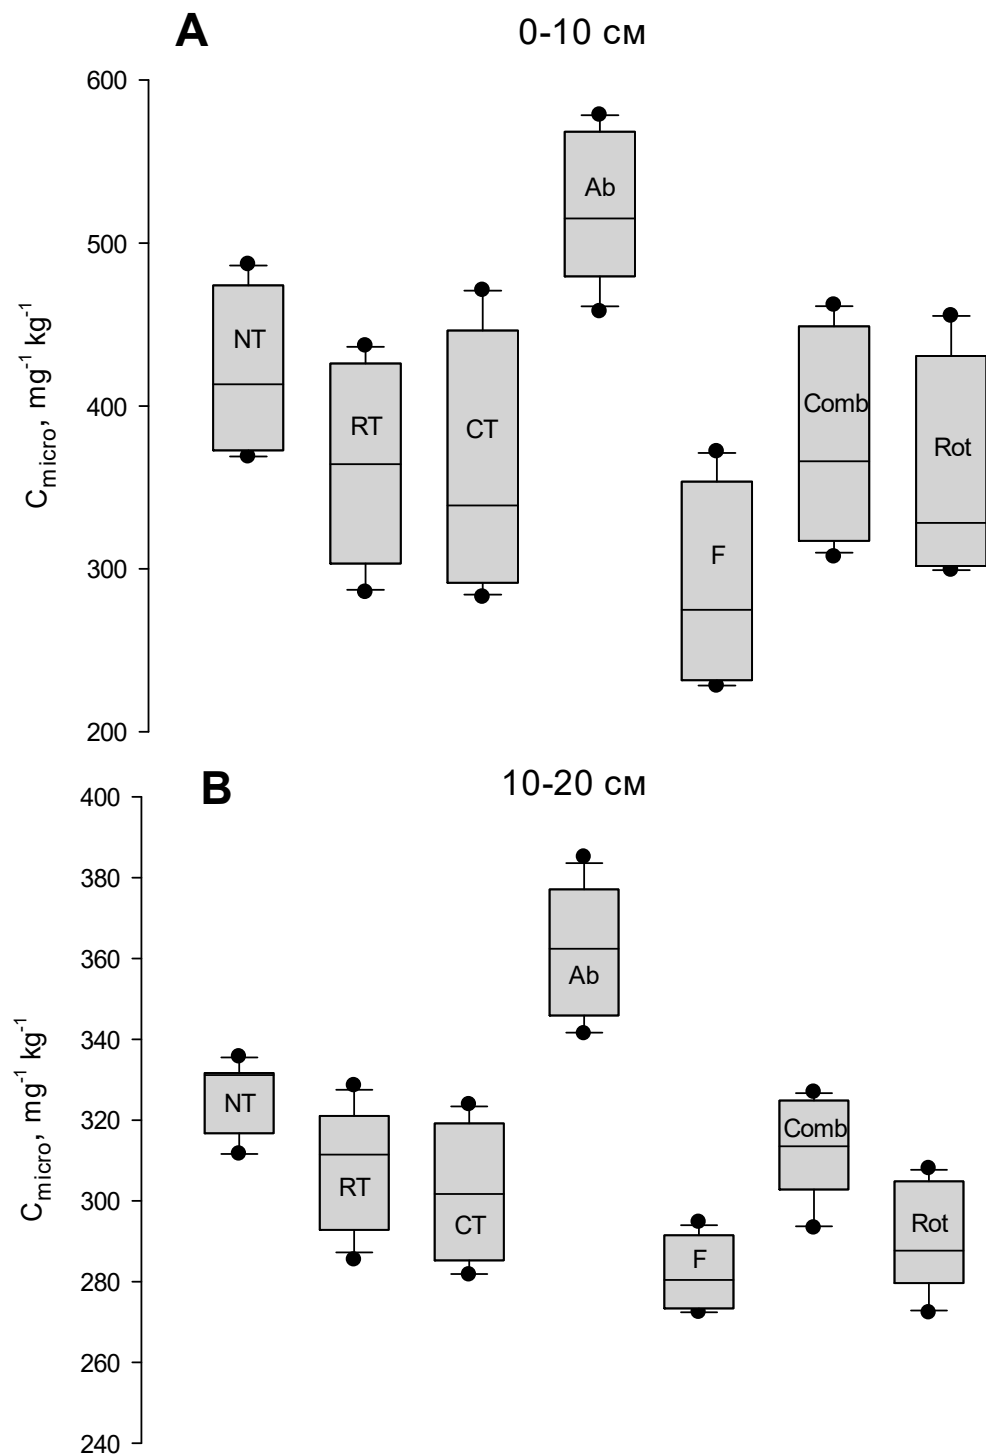 A
0-10 см
600
500
400
300
200
C_micro, mg⁻¹ kg⁻¹
NT
RT
CT
Ab
F
Comb
Rot
B
10-20 см
400
380
360
340
320
300
280
260
240
C_micro, mg⁻¹ kg⁻¹
NT
RT
CT
Ab
F
Comb
Rot